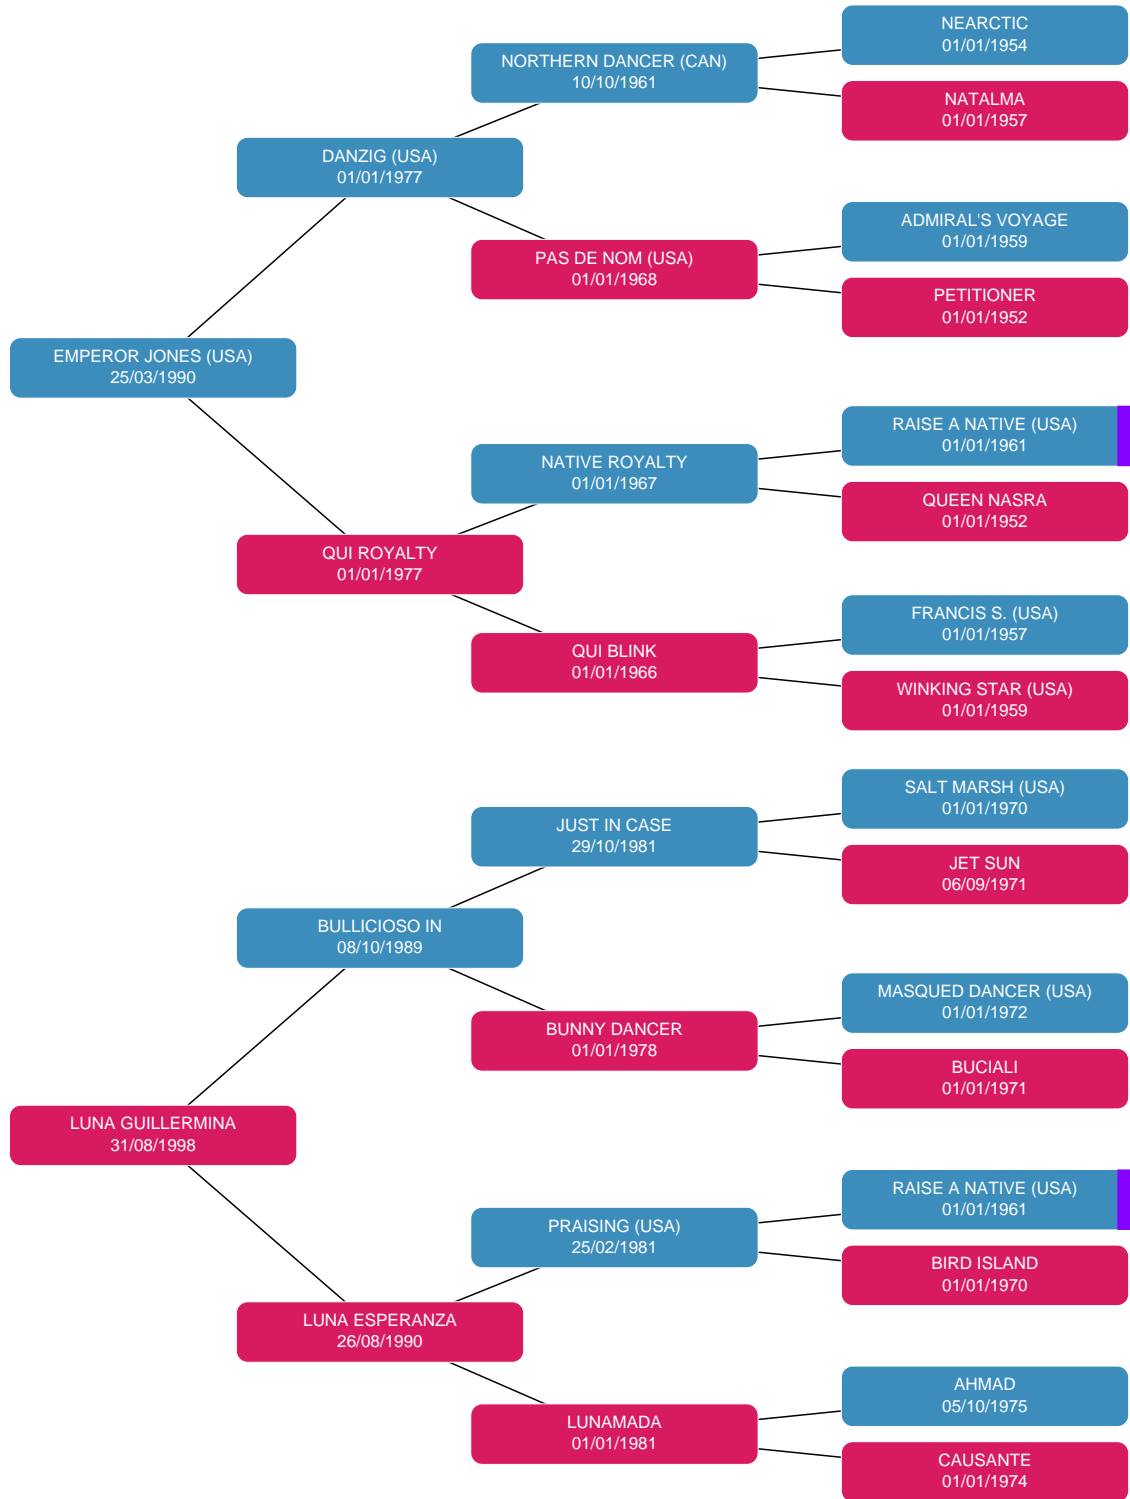 NEARCTIC
01/01/1954
NORTHERN DANCER (CAN)
10/10/1961
NATALMA
01/01/1957
DANZIG (USA)
01/01/1977
ADMIRAL'S VOYAGE
01/01/1959
PAS DE NOM (USA)
01/01/1968
PETITIONER
01/01/1952
EMPEROR JONES (USA)
25/03/1990
RAISE A NATIVE (USA)
01/01/1961
NATIVE ROYALTY
01/01/1967
QUEEN NASRA
01/01/1952
QUI ROYALTY
01/01/1977
FRANCIS S. (USA)
01/01/1957
QUI BLINK
01/01/1966
WINKING STAR (USA)
01/01/1959
SALT MARSH (USA)
01/01/1970
JUST IN CASE
29/10/1981
JET SUN
06/09/1971
BULLICIOSO IN
08/10/1989
MASQUED DANCER (USA)
01/01/1972
BUNNY DANCER
01/01/1978
BUCIALI
01/01/1971
LUNA GUILLERMINA
31/08/1998
RAISE A NATIVE (USA)
01/01/1961
PRAISING (USA)
25/02/1981
BIRD ISLAND
01/01/1970
LUNA ESPERANZA
26/08/1990
AHMAD
05/10/1975
LUNAMADA
01/01/1981
CAUSANTE
01/01/1974